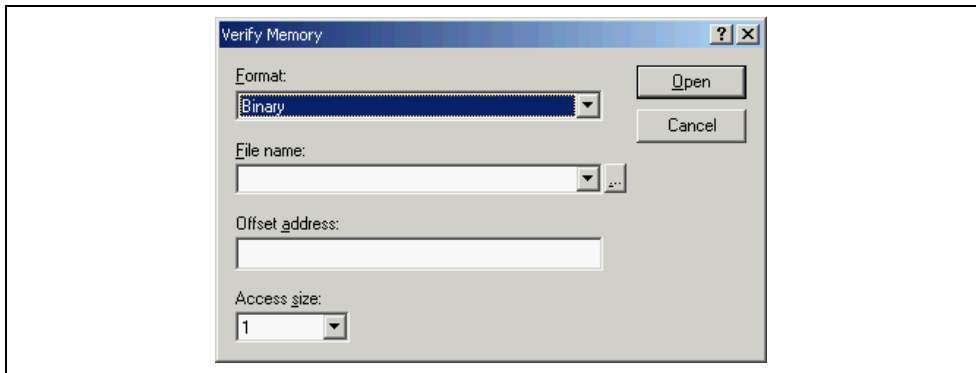 Verify Memory
Format:
Binary
Open
Cancel
File name:
...
Offset address:
Access size:
1